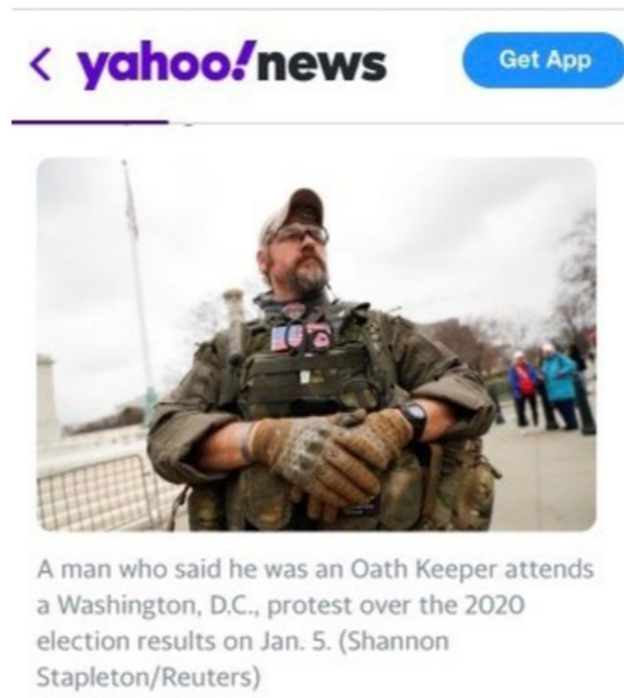 yahoo!news
Get App
A man who said he was an Oath Keeper attends
a Washington, D.C., protest over the 2020
election results on Jan. 5. (Shannon
Stapleton/Reuters)